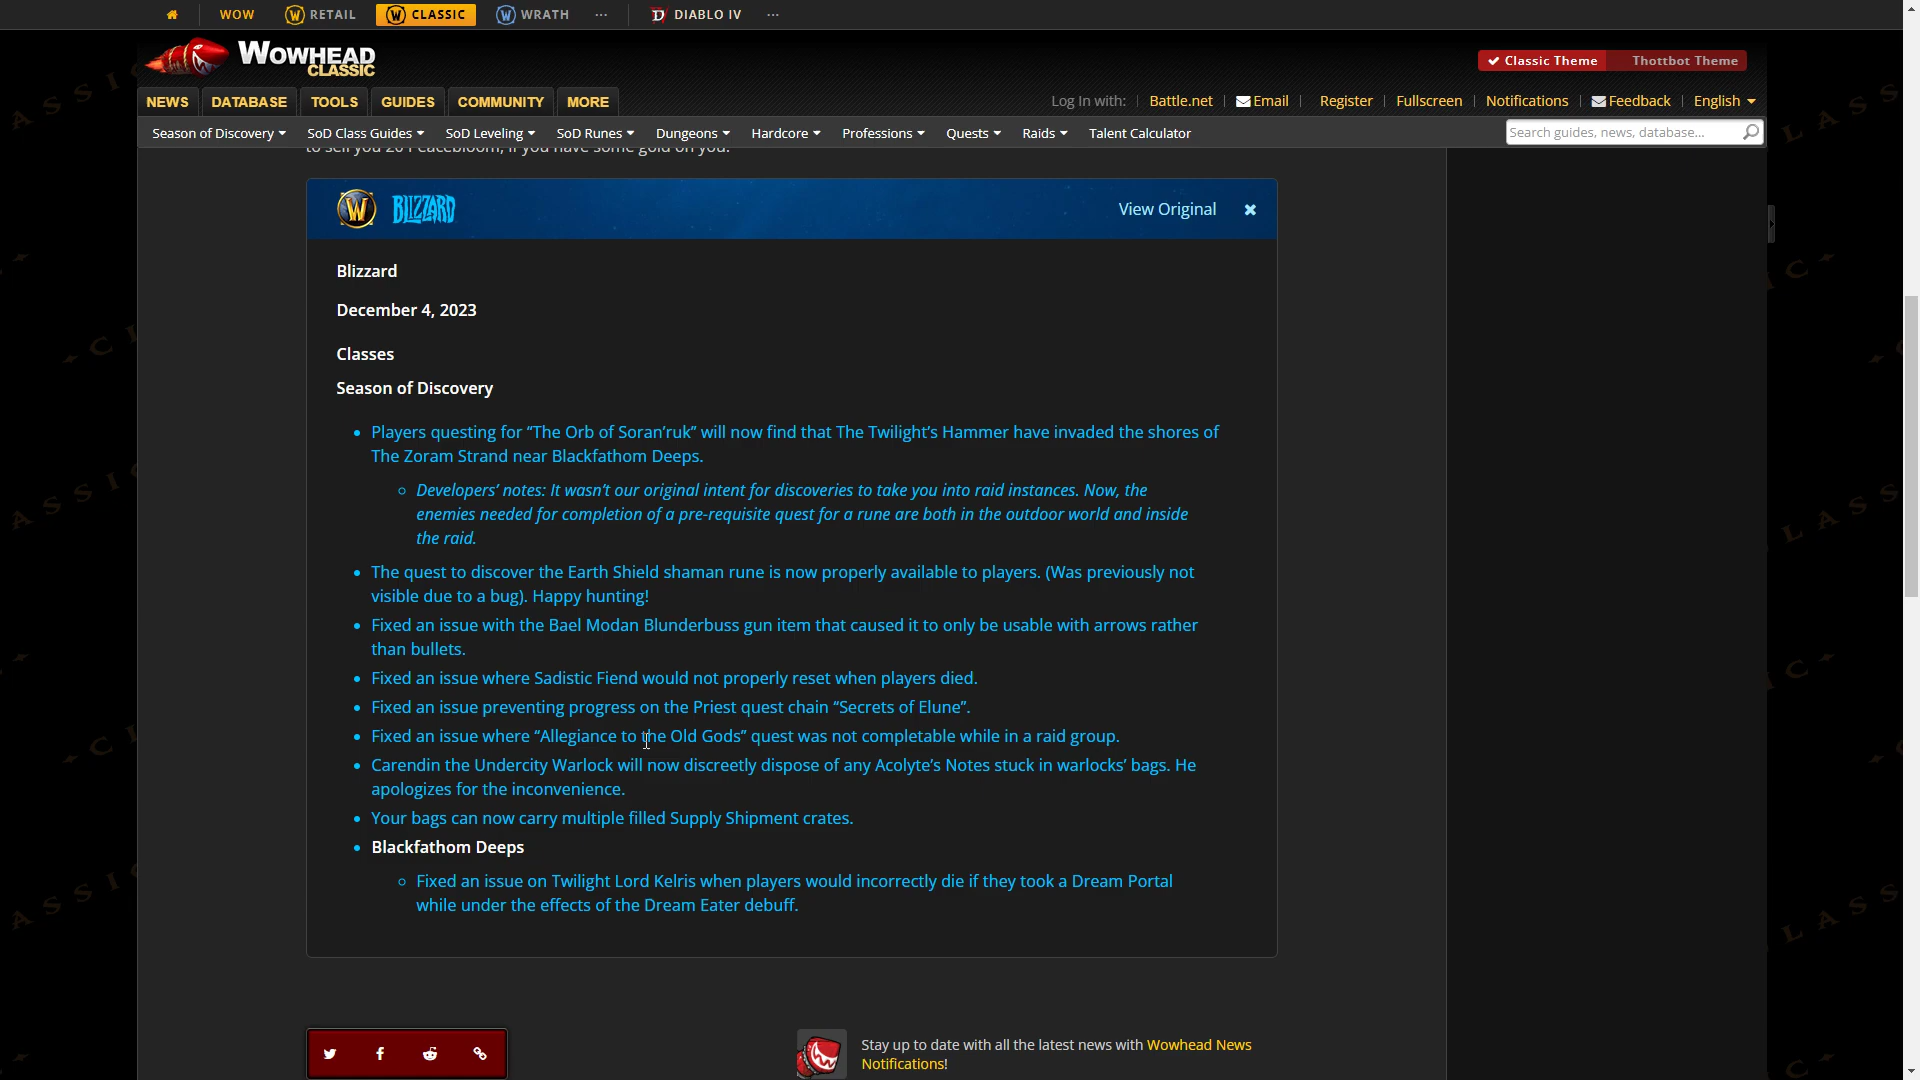 WOW RETAIL CLASSIC WRATH ... DIABLO IV ...
WOWHEAD
CLASSIC
Classic Theme Thottbot Theme
NEWS DATABASE TOOLS GUIDES COMMUNITY MORE
Log In with: Battle.net Email Register Fullscreen Notifications Feedback English
Season of Discovery SoD Class Guides SoD Leveling SoD Runes Dungeons Hardcore Professions Quests Raids Talent Calculator
Search guides, news, database...
to sell you 20 Peacebloom, if you have some gold on you.
BLIZZARD View Original
Blizzard
December 4, 2023
Classes
Season of Discovery
• Players questing for “The Orb of Soran’ruk” will now find that The Twilight’s Hammer have invaded the shores of
The Zoram Strand near Blackfathom Deeps.
◦ Developers’ notes: It wasn’t our original intent for discoveries to take you into raid instances. Now, the
enemies needed for completion of a pre-requisite quest for a rune are both in the outdoor world and inside
the raid.
• The quest to discover the Earth Shield shaman rune is now properly available to players. (Was previously not
visible due to a bug). Happy hunting!
• Fixed an issue with the Bael Modan Blunderbuss gun item that caused it to only be usable with arrows rather
than bullets.
• Fixed an issue where Sadistic Fiend would not properly reset when players died.
• Fixed an issue preventing progress on the Priest quest chain “Secrets of Elune”.
• Fixed an issue where “Allegiance to the Old Gods” quest was not completable while in a raid group.
• Carendin the Undercity Warlock will now discreetly dispose of any Acolyte’s Notes stuck in warlocks’ bags. He
apologizes for the inconvenience.
• Your bags can now carry multiple filled Supply Shipment crates.
• Blackfathom Deeps
◦ Fixed an issue on Twilight Lord Kelris when players would incorrectly die if they took a Dream Portal
while under the effects of the Dream Eater debuff.
Stay up to date with all the latest news with Wowhead News
Notifications!